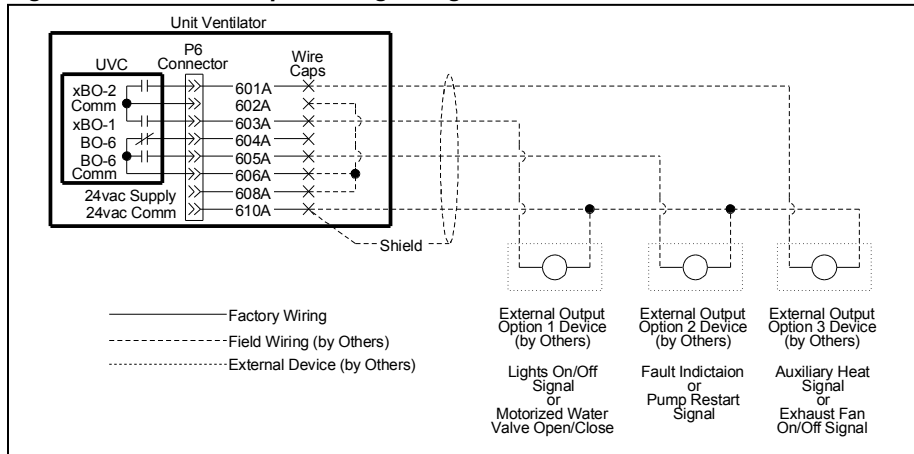 Unit Ventilator
UVC
P6
Connector
Wire
Caps
xBO-2
Comm
xBO-1
BO-6
BO-6
Comm
24vac Supply
24vac Comm
601A
602A
603A
604A
605A
606A
608A
610A
Shield
Factory Wiring
Field Wiring (by Others)
External Device (by Others)
External Output
Option 1 Device
(by Others)
Lights On/Off
Signal
or
Motorized Water
Valve Open/Close
External Output
Option 2 Device
(by Others)
Fault Indictaion
or
Pump Restart
Signal
External Output
Option 3 Device
(by Others)
Auxiliary Heat
Signal
or
Exhaust Fan
On/Off Signal